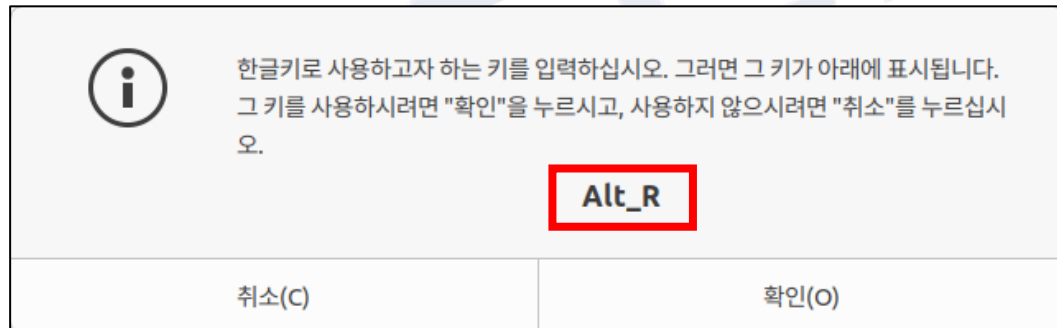 한글키로 사용하고자 하는 키를 입력하십시오. 그러면 그 키가 아래에 표시됩니다.
그 키를 사용하시려면 "확인"을 누르시고, 사용하지 않으시려면 "취소"를 누르십시
오.
Alt_R
취소(C)
확인(O)